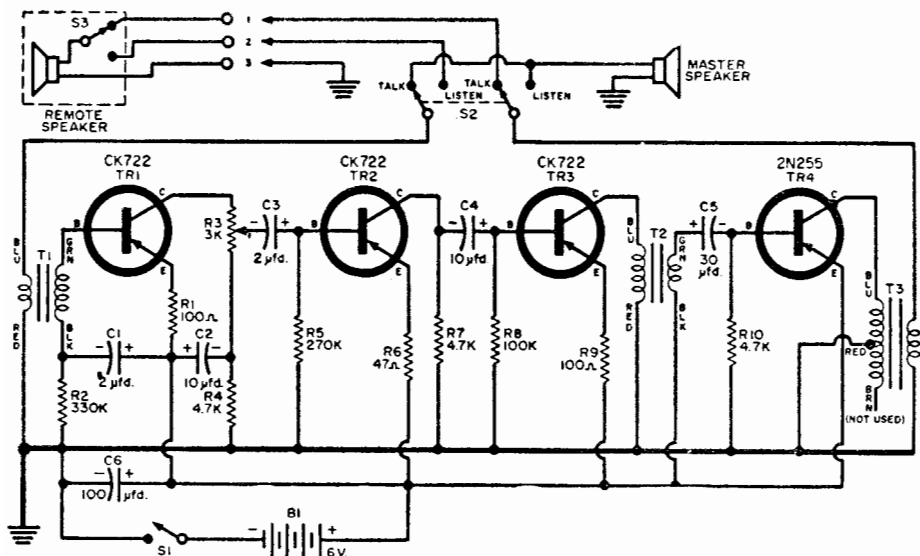 S3
1
2
3
REMOTE
SPEAKER
TALK
LISTEN
TALK
LISTEN
S2
MASTER
SPEAKER
CK722
TR1
CK722
TR2
CK722
TR3
2N255
TR4
B
C
E
B
C
E
B
C
E
B
C
E
BLU
T1
GRN
RED
BLK
R1
100Ω
R3
3K
C3
- +
2 µfd.
C4
- +
10 µfd.
BLU
T2
GRN
RED
BLK
C5
+ -
30
µfd.
BLU
T3
RED
BRN
(NOT USED)
C1
- +
2 µfd.
C2
+ -
10 µfd.
R2
330K
R4
4.7K
R5
270K
R6
47Ω
R7
4.7K
R8
100K
R9
100Ω
R10
4.7K
C6
- +
100 µfd.
S1
B1
- +
6V.